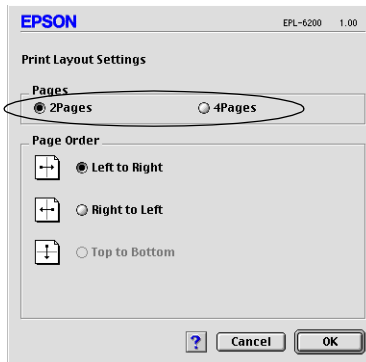 EPSON EPL-6200 1.00
Print Layout Settings
Pages
2Pages 4Pages
Page Order
Left to Right
Right to Left
Top to Bottom
? Cancel OK